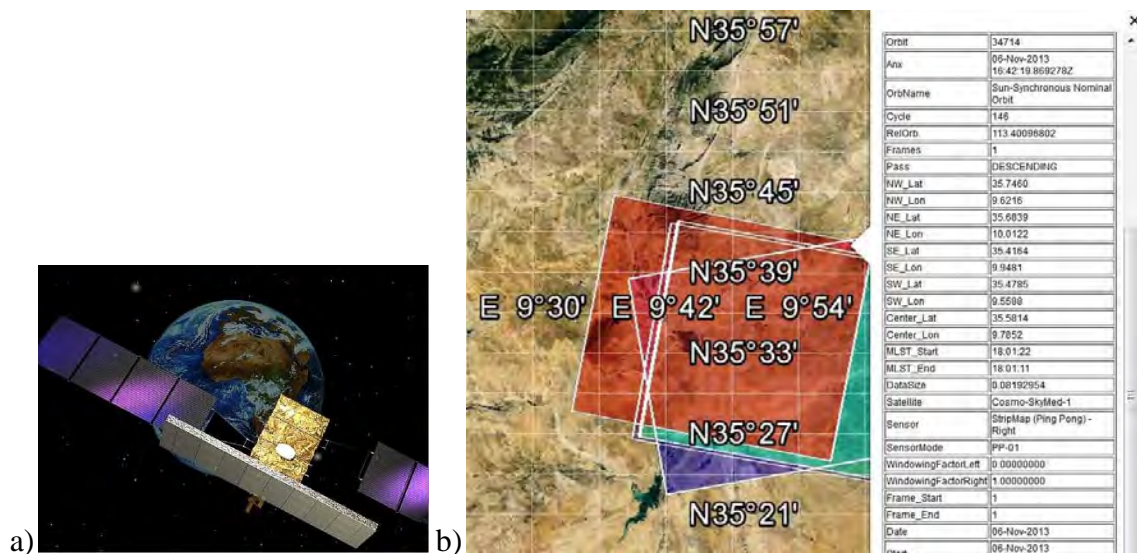 a)
b)
N35°57'
N35°51'
N35°45'
N35°39'
E 9°30' E 9°42' E 9°54'
N35°33'
N35°27'
N35°21'
×
Orbit 34714
Anx 06-Nov-2013
16:42:19.869278Z
OrbName Sun-Synchronous Nominal
Orbit
Cycle 146
RelOrb 113.40096802
Frames 1
Pass DESCENDING
NW_Lat 35.7460
NW_Lon 9.6216
NE_Lat 35.6839
NE_Lon 10.0122
SE_Lat 35.4164
SE_Lon 9.9481
SW_Lat 35.4785
SW_Lon 9.5588
Center_Lat 35.5814
Center_Lon 9.7852
MLST_Start 18:01:22
MLST_End 18:01:11
DataSize 0.08192954
Satellite Cosmo-SkyMed-1
Sensor StripMap (Ping Pong) -
Right
SensorMode PP-01
WindowingFactorLeft 0.00000000
WindowingFactorRight 1.00000000
Frame_Start 1
Frame_End 1
Date 06-Nov-2013
Start 06-Nov-2013